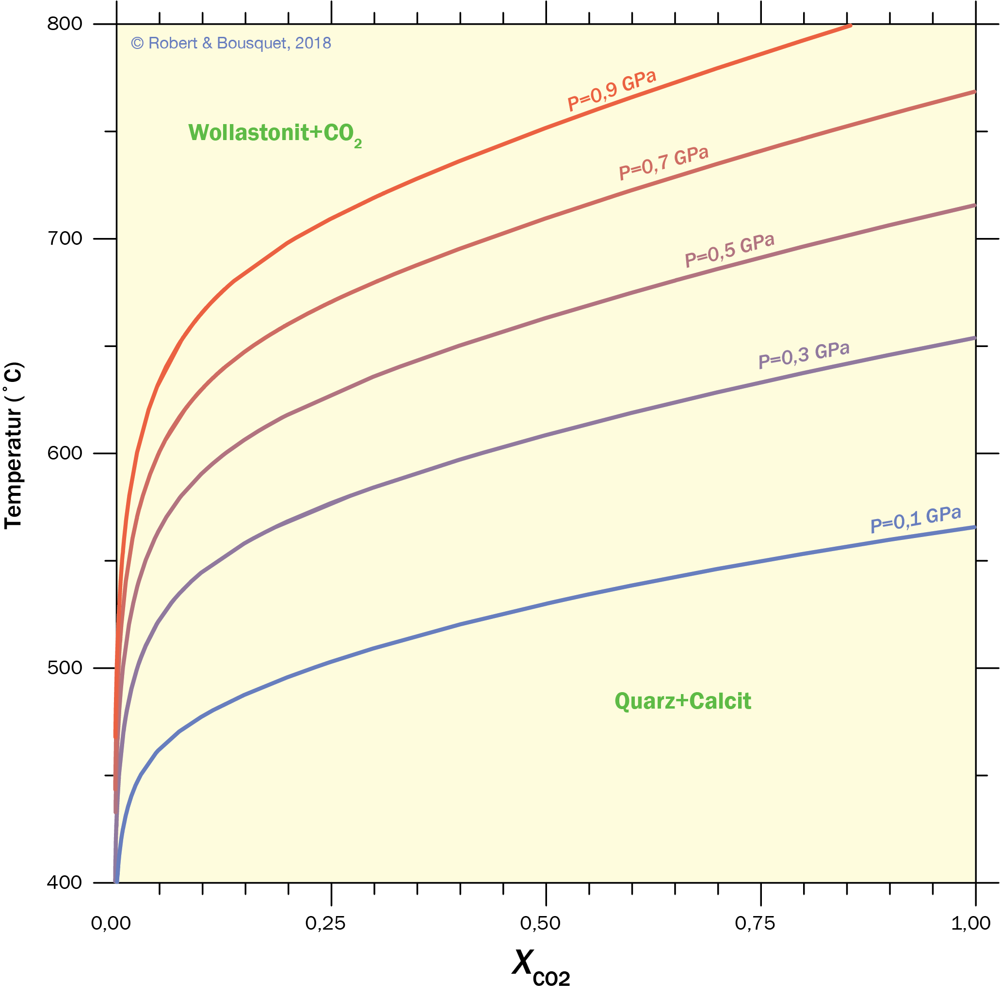 800
© Robert & Bousquet, 2018
P=0,9 GPa
Wollastonit+CO₂
P=0,7 GPa
700
P=0,5 GPa
P=0,3 GPa
Temperatur (°C)
600
P=0,1 GPa
500
Quarz+Calcit
400
0,00 0,25 0,50 0,75 1,00
X CO2